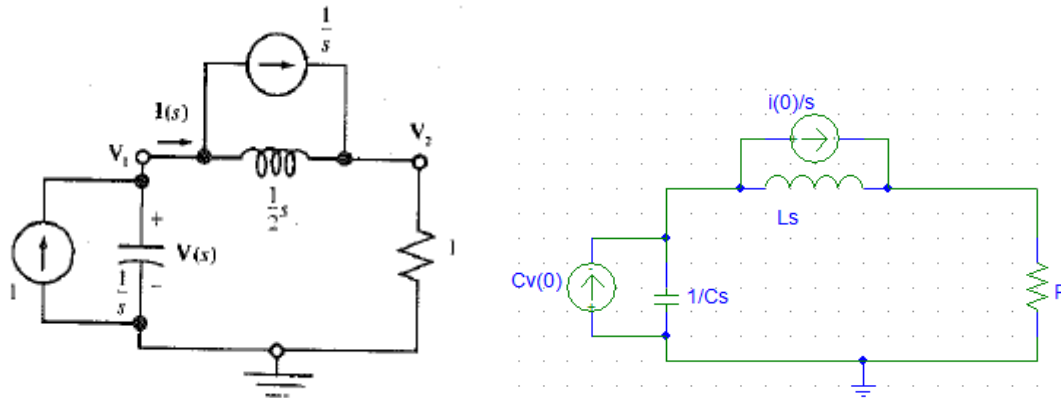 1/s
I(s)
V₁
V₂
1/2 s
+
V(s)
1
1/s
−
1
i(0)/s
Ls
Cv(0)
1/Cs